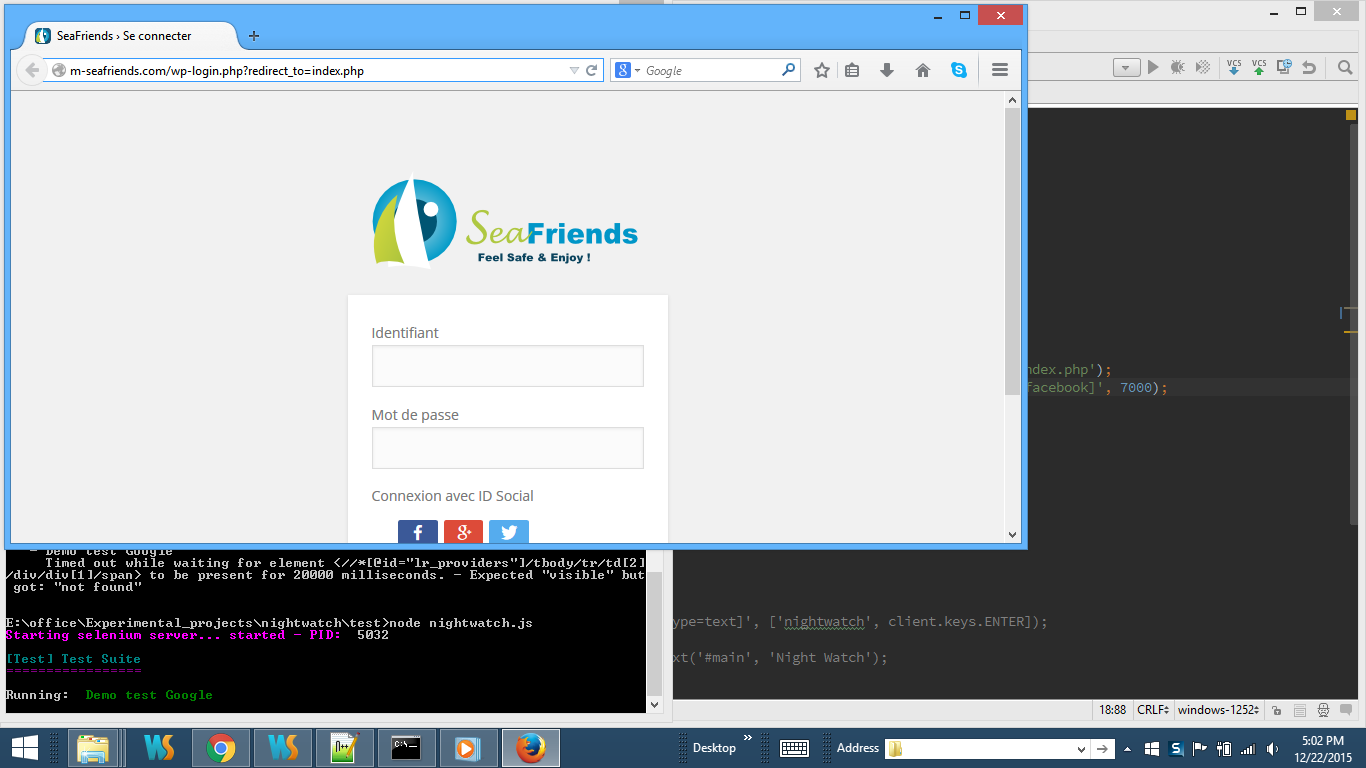 SeaFriends › Se connecter
m-seafriends.com/wp-login.php?redirect_to=index.php
Google
VCS VCS
SeaFriends
Feel Safe & Enjoy !
Identifiant
Mot de passe
Connexion avec ID Social
ndex.php');
facebook]', 7000);
ype=text]', ['nightwatch', client.keys.ENTER]);
xt('#main', 'Night Watch');
- Demo test Google
Timed out while waiting for element <//*[@id="lr_providers"]/tbody/tr/td[2]
/div/div[1]/span> to be present for 20000 milliseconds. - Expected "visible" but
got: "not found"
E:\office\Experimental_projects\nightwatch\test>node nightwatch.js
Starting selenium server... started - PID: 5032
[Test] Test Suite
==================
Running: Demo test Google
18:88 CRLF windows-1252
Desktop
Address
5:02 PM
12/22/2015